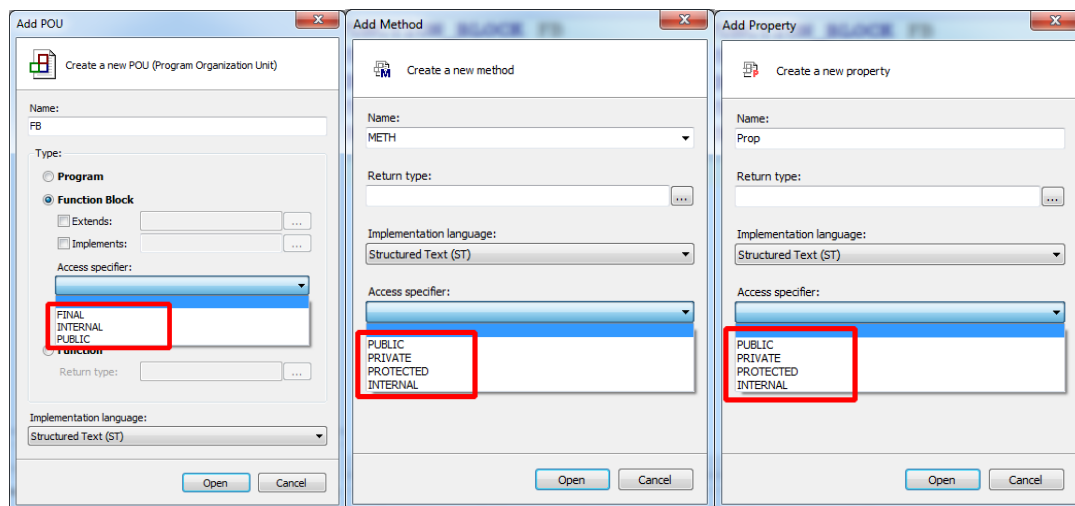 Add POU
Create a new POU (Program Organization Unit)
Name:
FB
Type:
Program
Function Block
Extends:
...
Implements:
...
Access specifier:
FINAL
INTERNAL
PUBLIC
Function
Return type:
...
Implementation language:
Structured Text (ST)
Open Cancel
Add Method
Create a new method
Name:
METH
Return type:
...
Implementation language:
Structured Text (ST)
Access specifier:
PUBLIC
PRIVATE
PROTECTED
INTERNAL
Open Cancel
Add Property
Create a new property
Name:
Prop
Return type:
...
Implementation language:
Structured Text (ST)
Access specifier:
PUBLIC
PRIVATE
PROTECTED
INTERNAL
Open Cancel